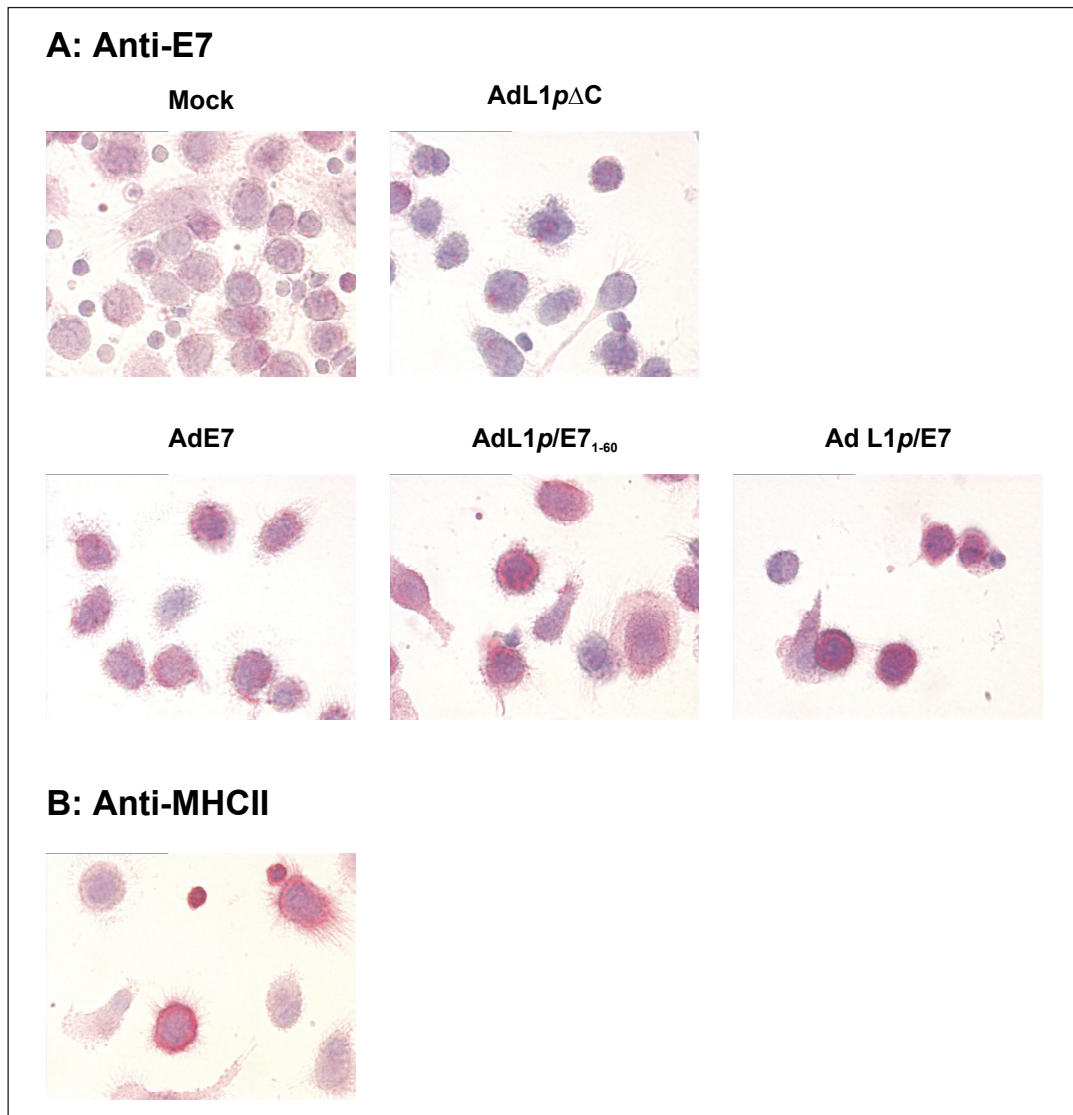 A: Anti-E7
Mock
AdL1pΔC
AdE7
AdL1p/E7₁₋₆₀
Ad L1p/E7
B: Anti-MHCII